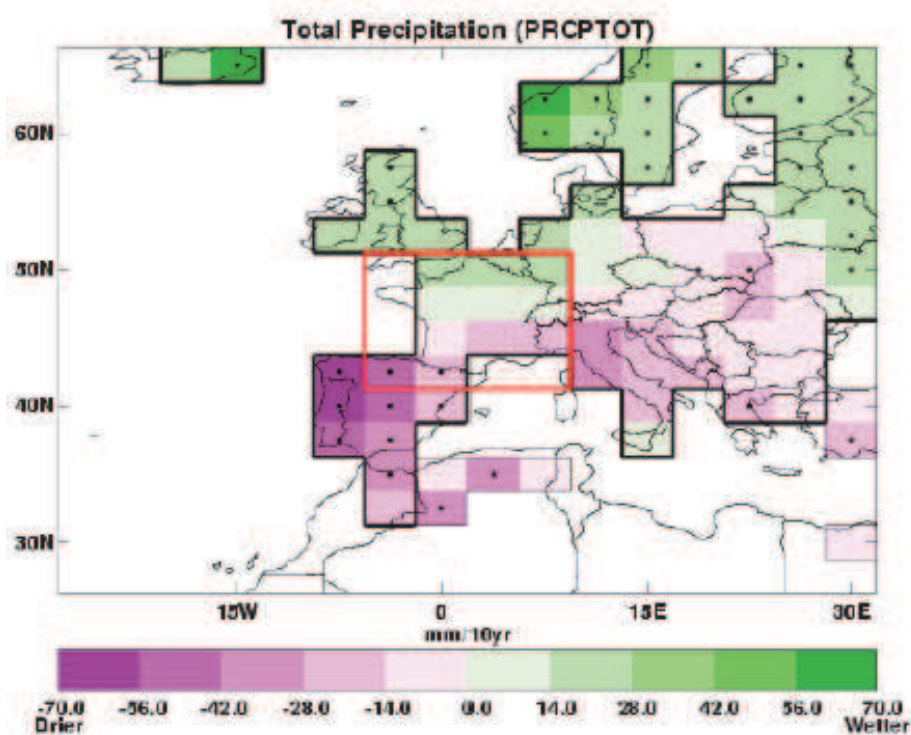 Total Precipitation (PRCPTOT)
60N
50N
40N
30N
15W 0 15E 30E
mm/10yr
-70.0 -56.0 -42.0 -28.0 -14.0 0.0 14.0 28.0 42.0 56.0 70.0
Drier Wetter